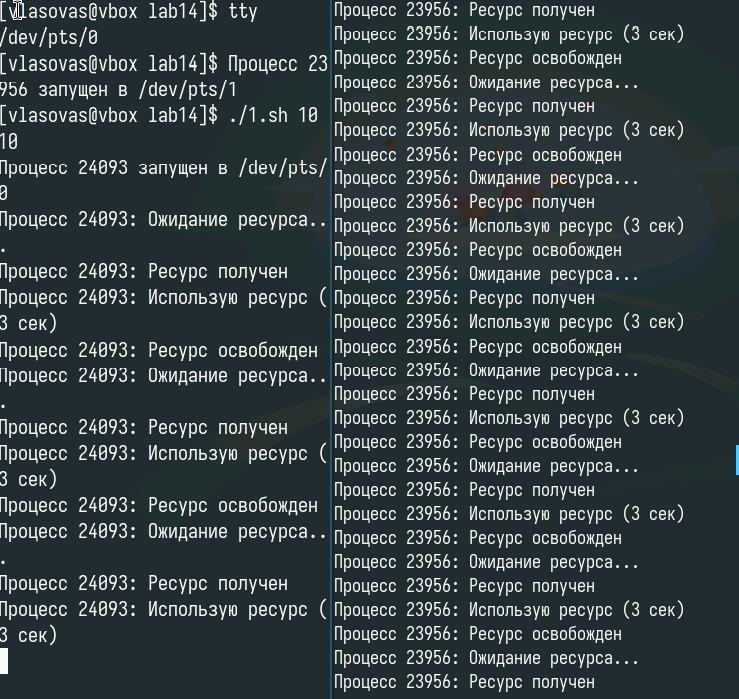 [vlasovas@vbox lab14]$ tty
/dev/pts/0
[vlasovas@vbox lab14]$ Процесс 23
956 запущен в /dev/pts/1
[vlasovas@vbox lab14]$ ./1.sh 10
10
Процесс 24093 запущен в /dev/pts/
0
Процесс 24093: Ожидание ресурса..
.
Процесс 24093: Ресурс получен
Процесс 24093: Использую ресурс (
3 сек)
Процесс 24093: Ресурс освобожден
Процесс 24093: Ожидание ресурса..
.
Процесс 24093: Ресурс получен
Процесс 24093: Использую ресурс (
3 сек)
Процесс 24093: Ресурс освобожден
Процесс 24093: Ожидание ресурса..
.
Процесс 24093: Ресурс получен
Процесс 24093: Использую ресурс (
3 сек)
Процесс 23956: Ресурс получен
Процесс 23956: Использую ресурс (3 сек)
Процесс 23956: Ресурс освобожден
Процесс 23956: Ожидание ресурса...
Процесс 23956: Ресурс получен
Процесс 23956: Использую ресурс (3 сек)
Процесс 23956: Ресурс освобожден
Процесс 23956: Ожидание ресурса...
Процесс 23956: Ресурс получен
Процесс 23956: Использую ресурс (3 сек)
Процесс 23956: Ресурс освобожден
Процесс 23956: Ожидание ресурса...
Процесс 23956: Ресурс получен
Процесс 23956: Использую ресурс (3 сек)
Процесс 23956: Ресурс освобожден
Процесс 23956: Ожидание ресурса...
Процесс 23956: Ресурс получен
Процесс 23956: Использую ресурс (3 сек)
Процесс 23956: Ресурс освобожден
Процесс 23956: Ожидание ресурса...
Процесс 23956: Ресурс получен
Процесс 23956: Использую ресурс (3 сек)
Процесс 23956: Ресурс освобожден
Процесс 23956: Ожидание ресурса...
Процесс 23956: Ресурс получен
Процесс 23956: Использую ресурс (3 сек)
Процесс 23956: Ресурс освобожден
Процесс 23956: Ожидание ресурса...
Процесс 23956: Ресурс получен